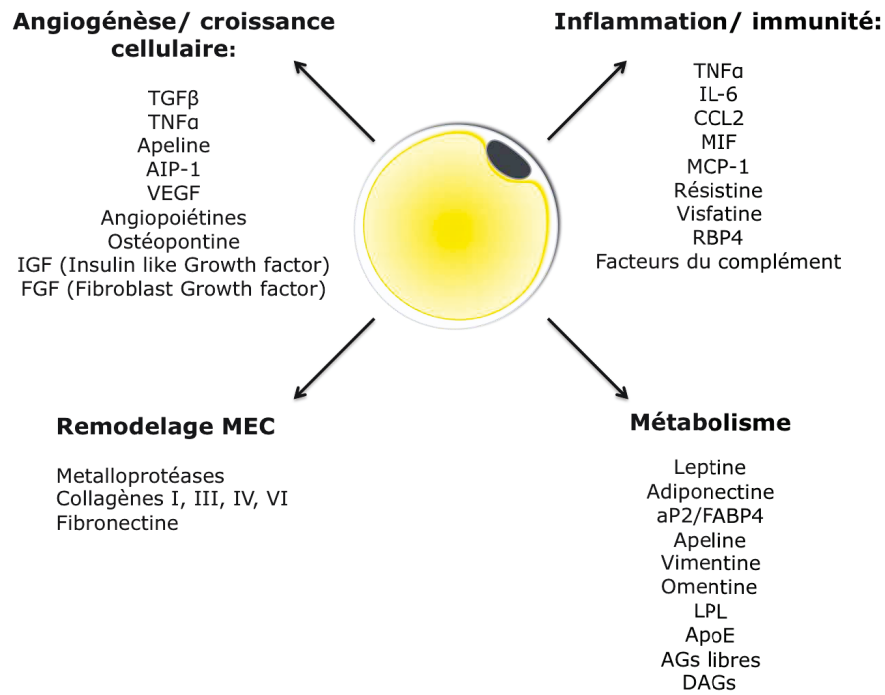 Angiogénèse/ croissance
cellulaire:
TGFβ
TNFα
Apeline
AIP-1
VEGF
Angiopoiétines
Ostéopontine
IGF (Insulin like Growth factor)
FGF (Fibroblast Growth factor)
Inflammation/ immunité:
TNFα
IL-6
CCL2
MIF
MCP-1
Résistine
Visfatine
RBP4
Facteurs du complément
Remodelage MEC
Metalloprotéases
Collagènes I, III, IV, VI
Fibronectine
Métabolisme
Leptine
Adiponectine
aP2/FABP4
Apeline
Vimentine
Omentine
LPL
ApoE
AGs libres
DAGs